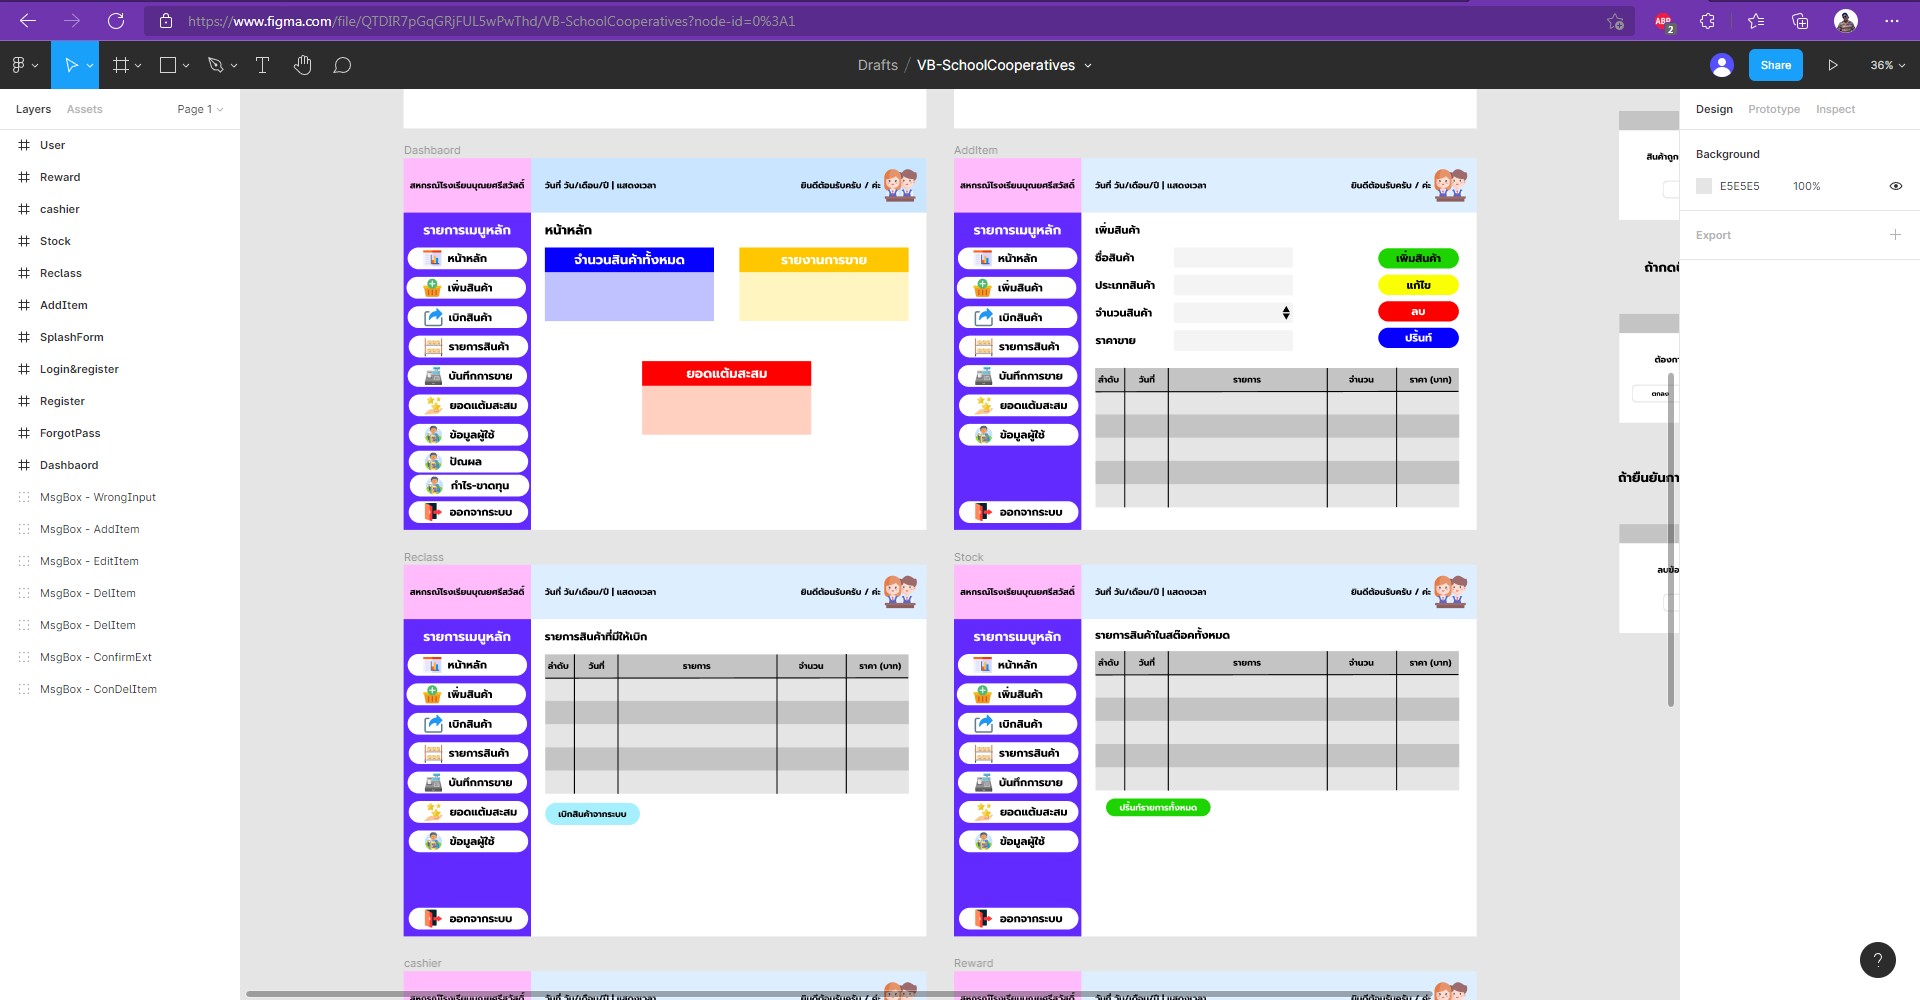 https://www.figma.com/file/QTDIR7pGqGRjFUL5wPwThd/VB-SchoolCooperatives?node-id=0%3A1
ABP 2
Drafts / VB-SchoolCooperatives
Share
36%
Layers
Assets
Page 1
User
Reward
cashier
Stock
Reclass
AddItem
SplashForm
Login&register
Register
ForgotPass
Dashbaord
MsgBox - WrongInput
MsgBox - AddItem
MsgBox - EditItem
MsgBox - DelItem
MsgBox - DelItem
MsgBox - ConfirmExt
MsgBox - ConDelItem
Dashbaord
สหกรณ์โรงเรียนบุณยศรีสวัสดิ์
วันที่ วัน/เดือน/ปี | แสดงเวลา
ยินดีต้อนรับครับ / ค่ะ
รายการเมนูหลัก
หน้าหลัก
เพิ่มสินค้า
เบิกสินค้า
รายการสินค้า
บันทึกการขาย
ยอดแต้มสะสม
ข้อมูลผู้ใช้
ปันผล
กำไร-ขาดทุน
ออกจากระบบ
หน้าหลัก
จำนวนสินค้าทั้งหมด
รายงานการขาย
ยอดแต้มสะสม
AddItem
สหกรณ์โรงเรียนบุณยศรีสวัสดิ์
วันที่ วัน/เดือน/ปี | แสดงเวลา
ยินดีต้อนรับครับ / ค่ะ
รายการเมนูหลัก
หน้าหลัก
เพิ่มสินค้า
เบิกสินค้า
รายการสินค้า
บันทึกการขาย
ยอดแต้มสะสม
ข้อมูลผู้ใช้
ออกจากระบบ
เพิ่มสินค้า
ชื่อสินค้า
ประเภทสินค้า
จำนวนสินค้า
ราคาขาย
เพิ่มสินค้า
แก้ไข
ลบ
ปริ้นท์
ลำดับ วันที่ รายการ จำนวน ราคา (บาท)
Reclass
สหกรณ์โรงเรียนบุณยศรีสวัสดิ์
วันที่ วัน/เดือน/ปี | แสดงเวลา
ยินดีต้อนรับครับ / ค่ะ
รายการเมนูหลัก
หน้าหลัก
เพิ่มสินค้า
เบิกสินค้า
รายการสินค้า
บันทึกการขาย
ยอดแต้มสะสม
ข้อมูลผู้ใช้
ออกจากระบบ
รายการสินค้าที่มีให้เบิก
ลำดับ วันที่ รายการ จำนวน ราคา (บาท)
เบิกสินค้าจากระบบ
Stock
สหกรณ์โรงเรียนบุณยศรีสวัสดิ์
วันที่ วัน/เดือน/ปี | แสดงเวลา
ยินดีต้อนรับครับ / ค่ะ
รายการเมนูหลัก
หน้าหลัก
เพิ่มสินค้า
เบิกสินค้า
รายการสินค้า
บันทึกการขาย
ยอดแต้มสะสม
ข้อมูลผู้ใช้
ออกจากระบบ
รายการสินค้าในสต๊อคทั้งหมด
ลำดับ วันที่ รายการ จำนวน ราคา (บาท)
ปริ้นท์รายการทั้งหมด
cashier
วันที่ วัน/เดือน/ปี | แสดงเวลา
Reward
วันที่ วัน/เดือน/ปี | แสดงเวลา
สินค้าถูก
ถ้ากด
ตกลง
Design
Prototype
Inspect
Background
E5E5E5
100%
Export
?